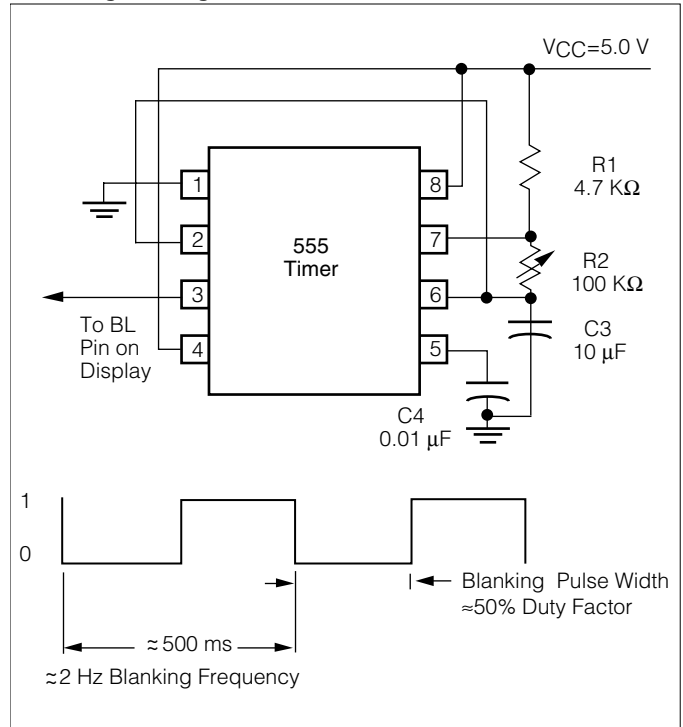 VCC=5.0 V
1
2
3
4
555
Timer
8
7
6
5
R1
4.7 KΩ
R2
100 KΩ
C3
10 µF
To BL
Pin on
Display
C4
0.01 µF
1
0
Blanking Pulse Width
≈50% Duty Factor
≈ 500 ms
≈2 Hz Blanking Frequency